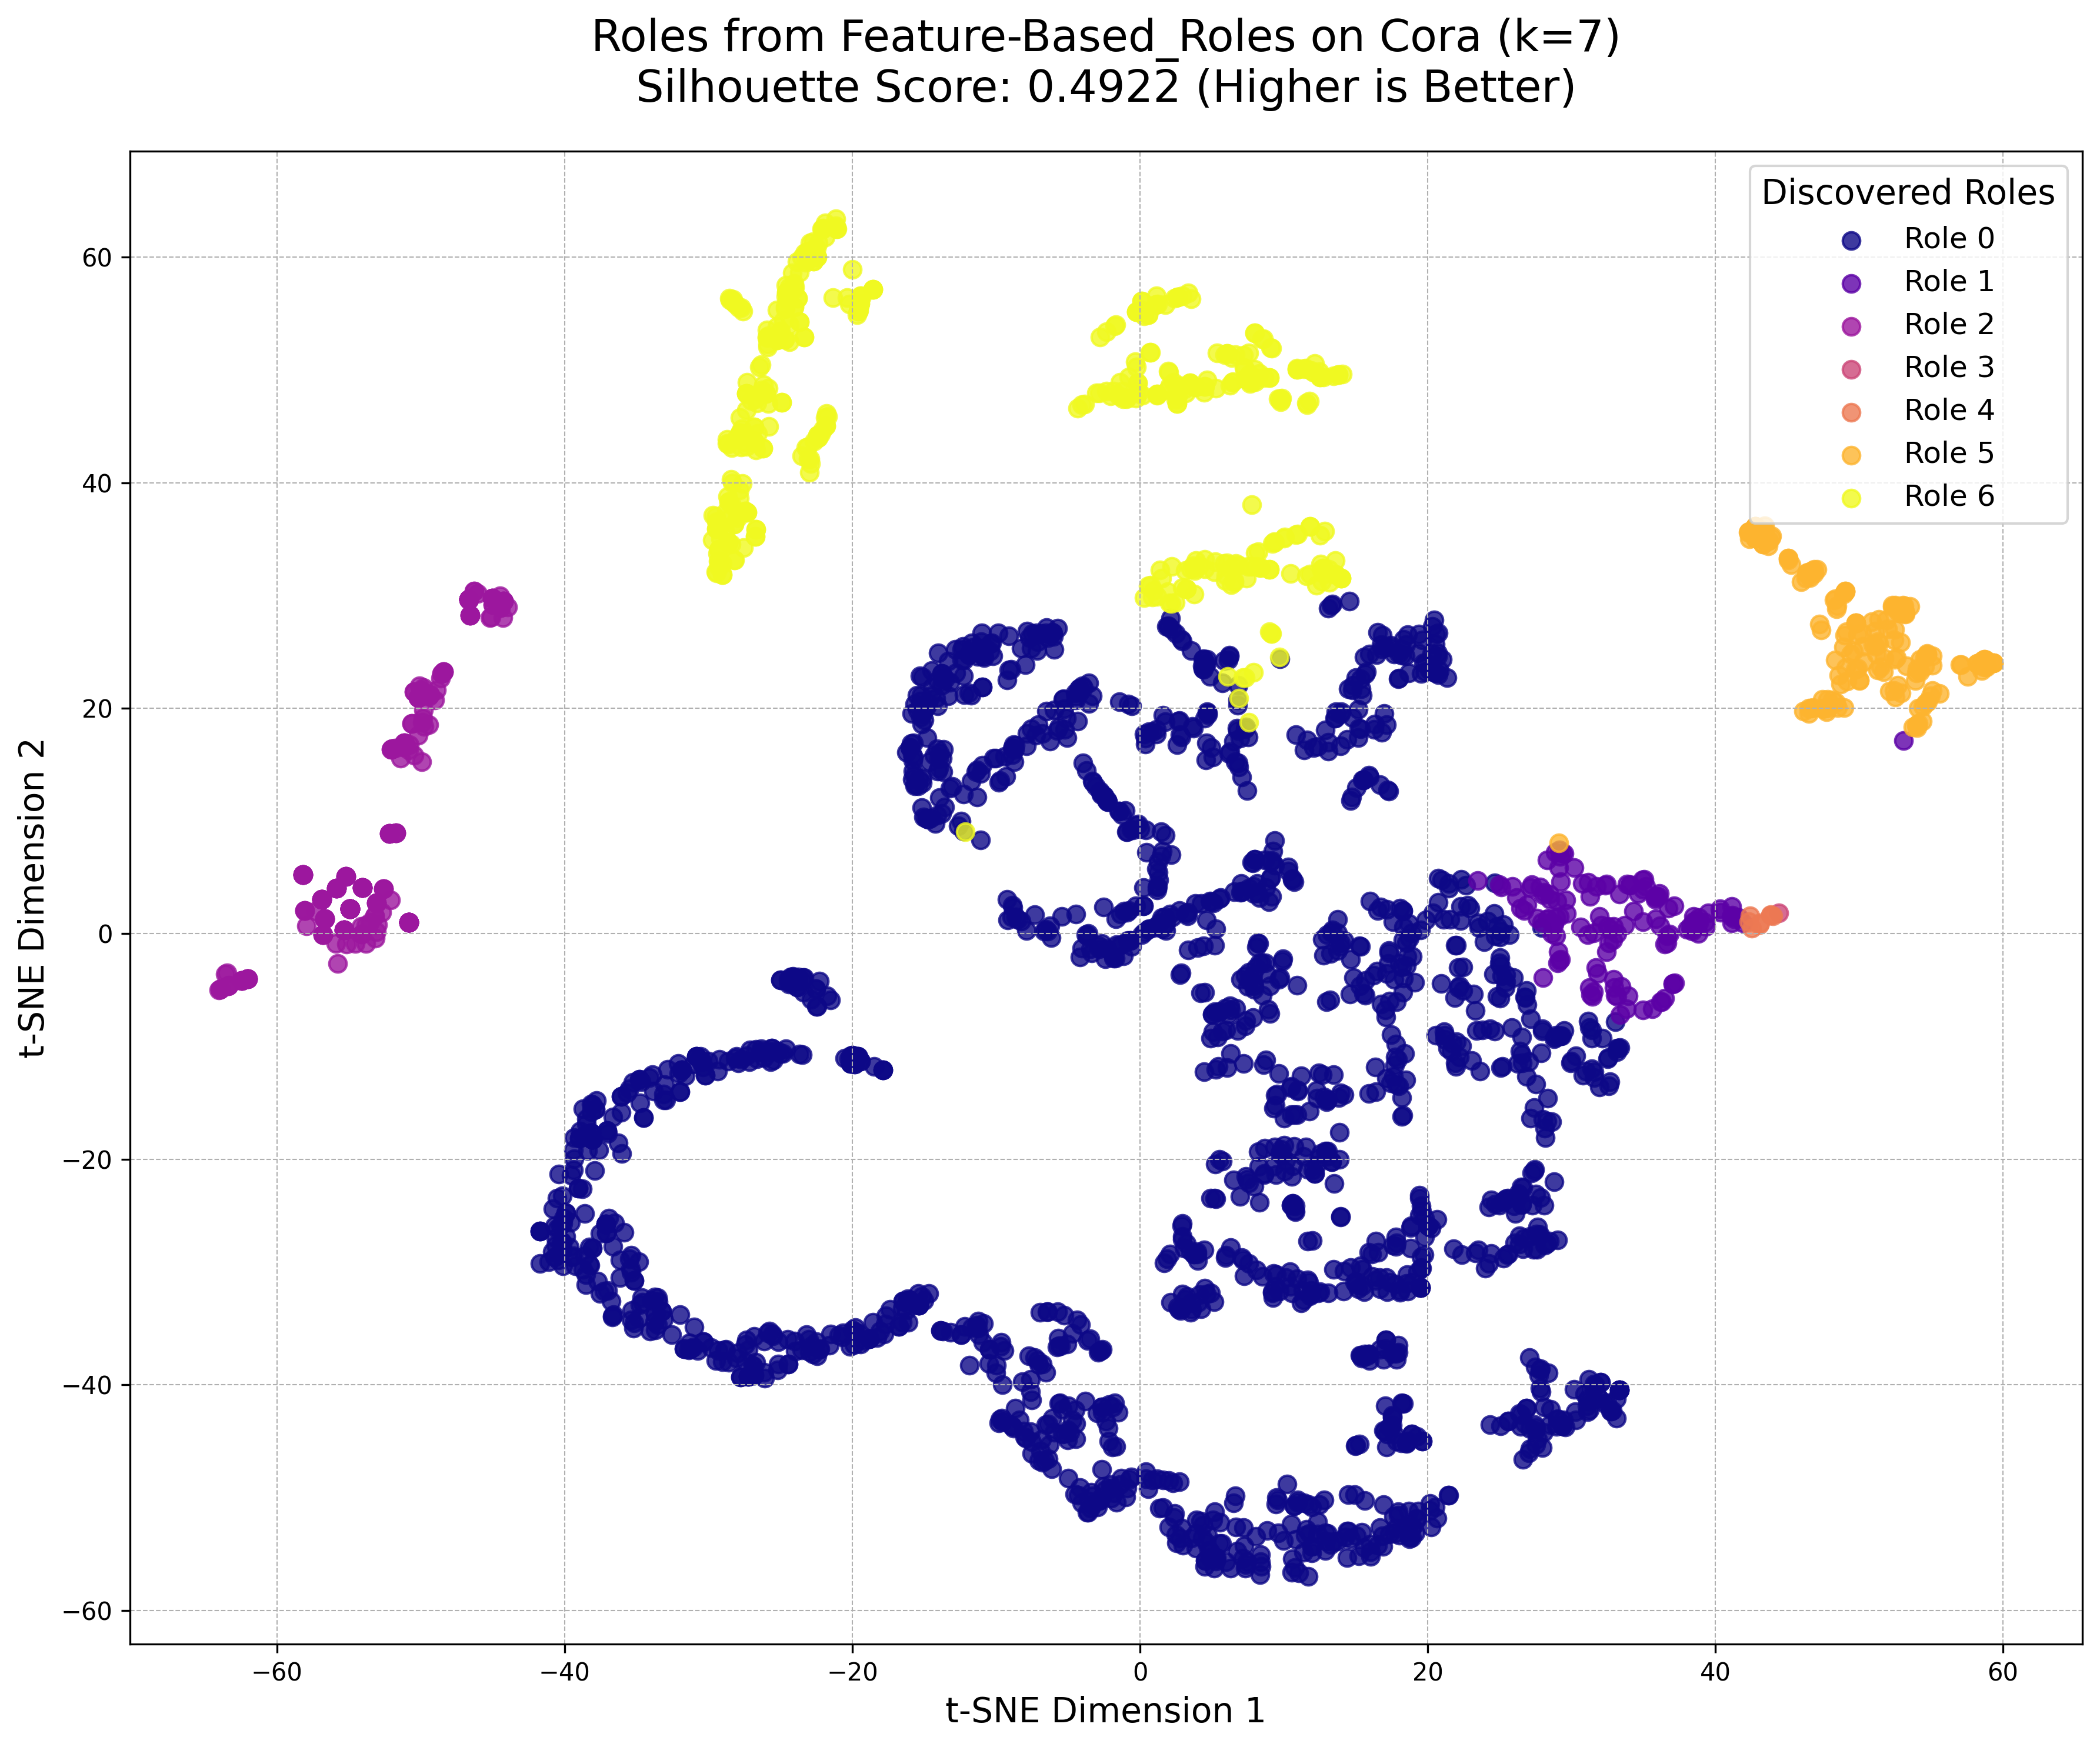 Roles from Feature-Based_Roles on Cora (k=7)
Silhouette Score: 0.4922 (Higher is Better)
Discovered Roles
Role 0
Role 1
Role 2
Role 3
Role 4
Role 5
Role 6
60
40
20
0
−20
−40
−60
t-SNE Dimension 2
−60
−40
−20
0
20
40
60
t-SNE Dimension 1